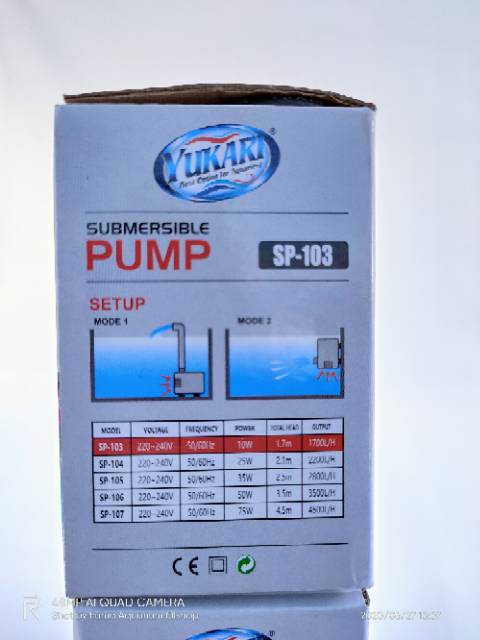 YUKARI®
SUBMERSIBLE
PUMP SP-103
SETUP
MODE 1 MODE 2
MODEL VOLTAGE FREQUENCY POWER TOTAL HEAD OUTPUT
SP-103 220~240V 50/60Hz 10W 1.7m 1700L/H
SP-104 220~240V 50/60Hz 25W 2.1m 2200L/H
SP-105 220~240V 50/60Hz 35W 2.5m 2800L/H
SP-106 220~240V 50/60Hz 50W 3.5m 3500L/H
SP-107 220~240V 50/60Hz 75W 4.5m 4500L/H
CE
AI QUAD CAMERA